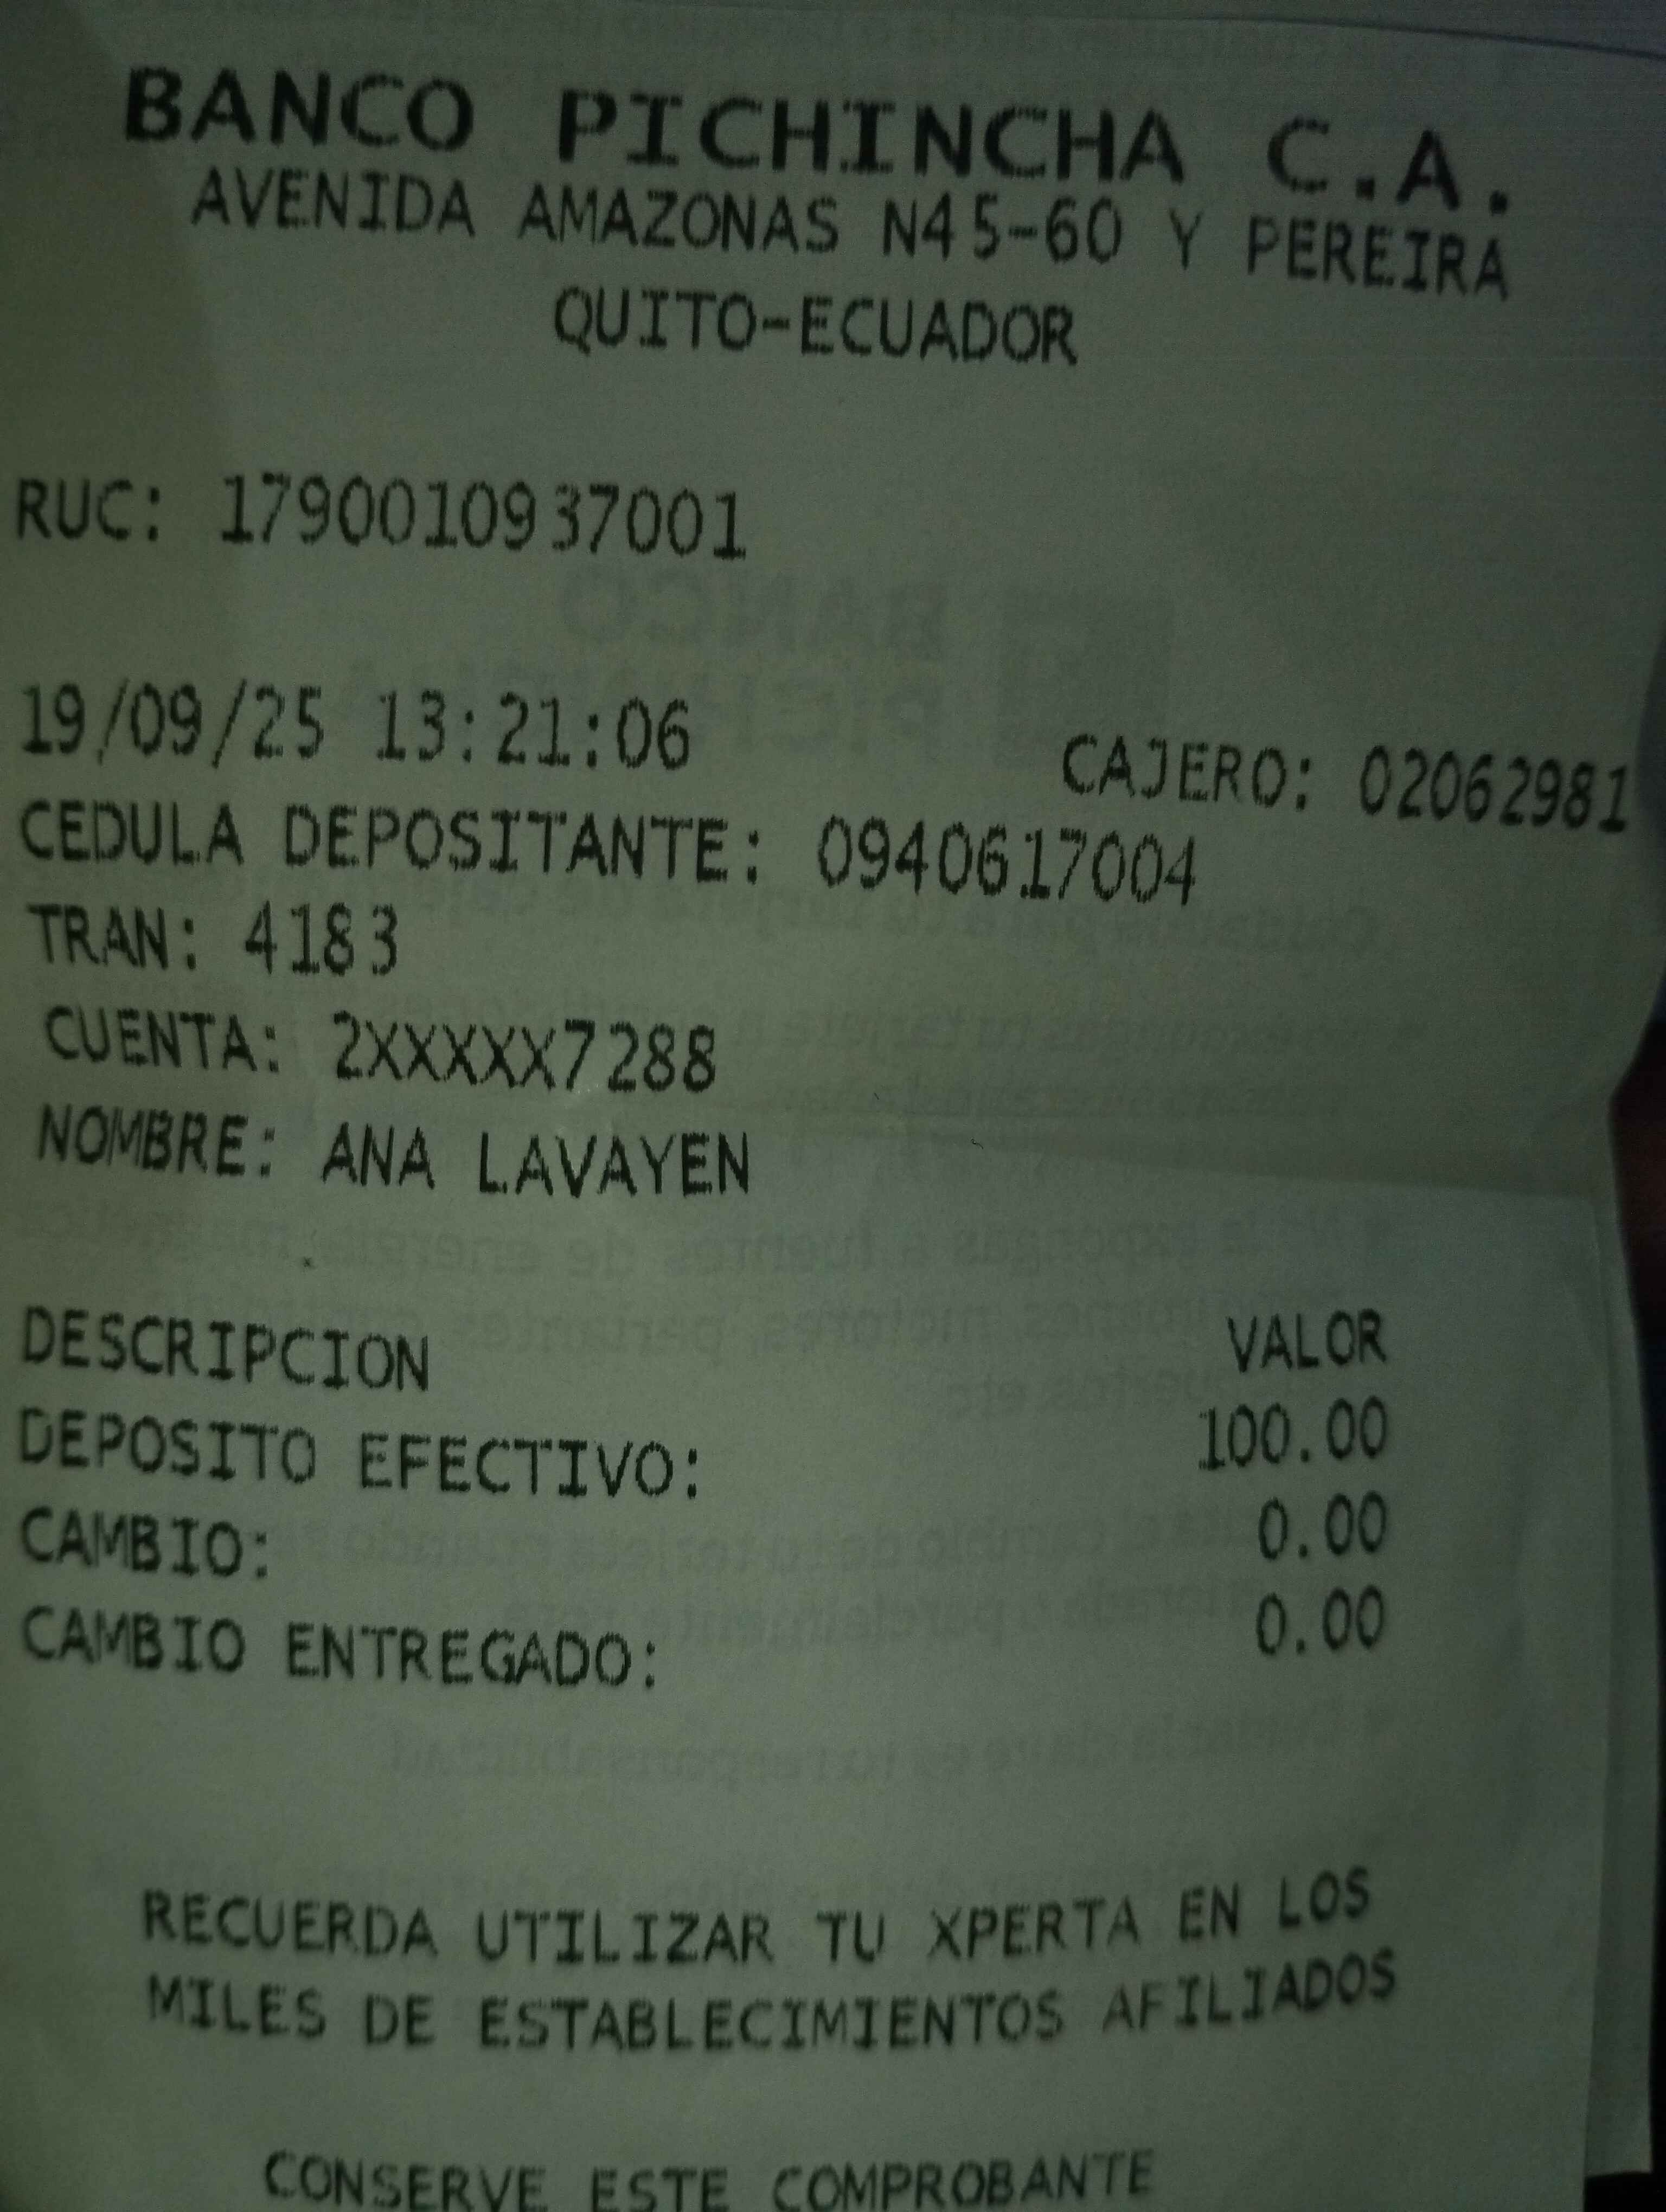 BANCO PICHINCHA C.A.
AVENIDA AMAZONAS N45-60 Y PEREIRA
QUITO-ECUADOR
RUC: 1790010937001
19/09/25 13:21:06 CAJERO: 02062981
CEDULA DEPOSITANTE: 0940617004
TRAN: 4183
CUENTA: 2XXXXX7288
NOMBRE: ANA LAVAYEN
DESCRIPCION VALOR
DEPOSITO EFECTIVO: 100.00
CAMBIO: 0.00
CAMBIO ENTREGADO: 0.00
RECUERDA UTILIZAR TU XPERTA EN LOS
MILES DE ESTABLECIMIENTOS AFILIADOS
CONSERVE ESTE COMPROBANTE